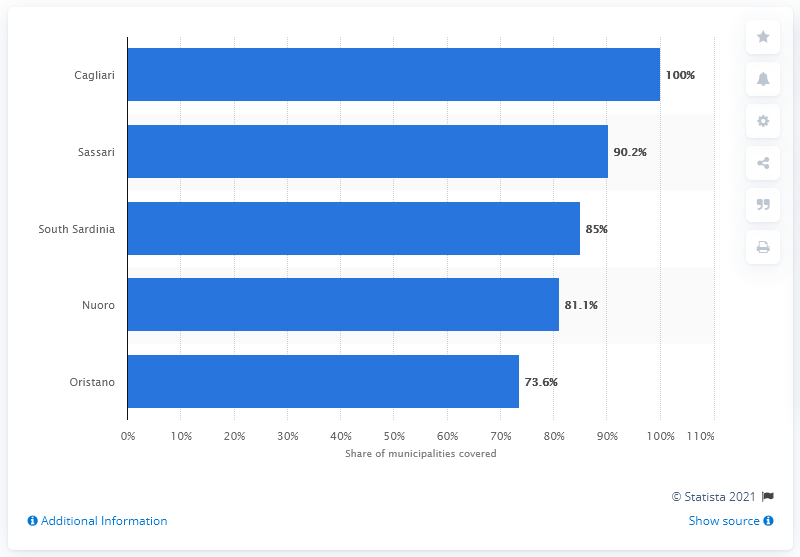 Cagliari
100%
Sassari
90.2%
South Sardinia
85%
Nuoro
81.1%
Oristano
73.6%
0% 10% 20% 30% 40% 50% 60% 70% 80% 90% 100% 110%
Share of municipalities covered
© Statista 2021
Additional Information
Show source